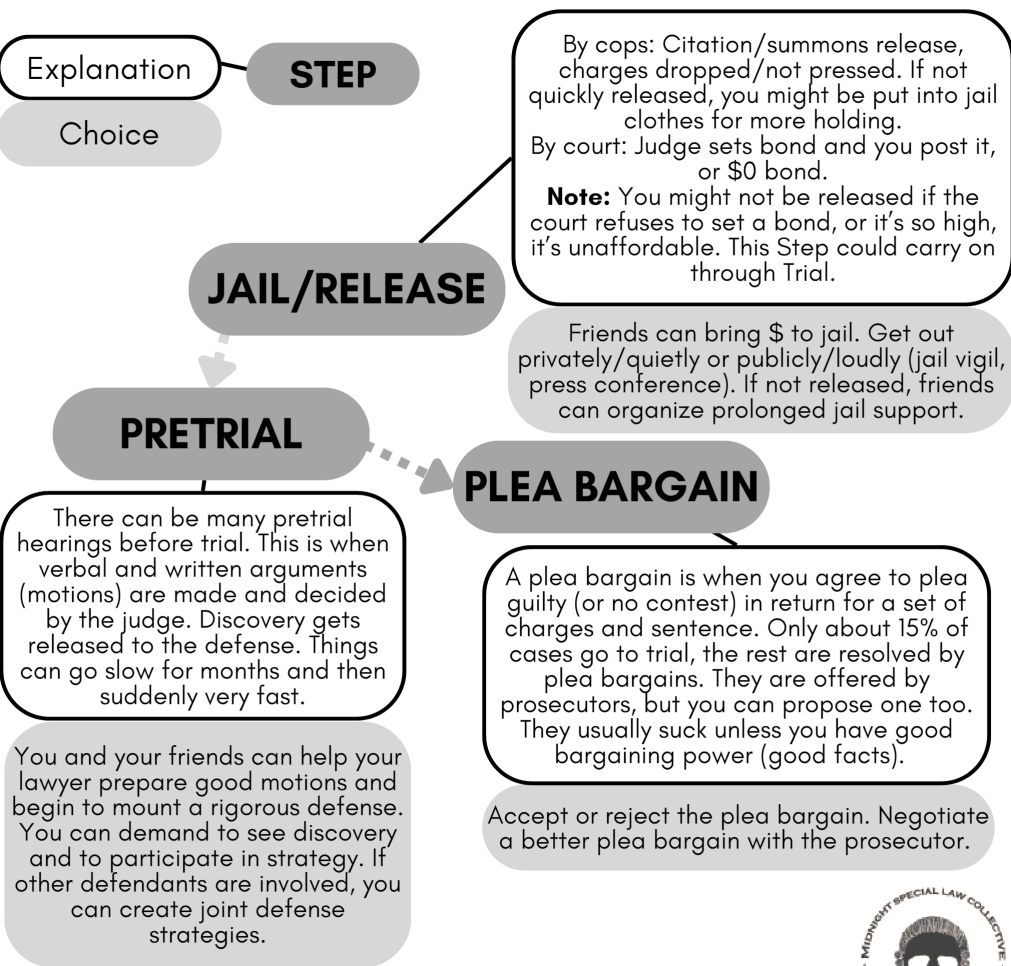 Explanation
STEP
Choice
By cops: Citation/summons release,
charges dropped/not pressed. If not
quickly released, you might be put into jail
clothes for more holding.
By court: Judge sets bond and you post it,
or $0 bond.
Note: You might not be released if the
court refuses to set a bond, or it's so high,
it's unaffordable. This Step could carry on
through Trial.
JAIL/RELEASE
Friends can bring $ to jail. Get out
privately/quietly or publicly/loudly (jail vigil,
press conference). If not released, friends
can organize prolonged jail support.
PRETRIAL
There can be many pretrial
hearings before trial. This is when
verbal and written arguments
(motions) are made and decided
by the judge. Discovery gets
released to the defense. Things
can go slow for months and then
suddenly very fast.
You and your friends can help your
lawyer prepare good motions and
begin to mount a rigorous defense.
You can demand to see discovery
and to participate in strategy. If
other defendants are involved, you
can create joint defense
strategies.
PLEA BARGAIN
A plea bargain is when you agree to plea
guilty (or no contest) in return for a set of
charges and sentence. Only about 15% of
cases go to trial, the rest are resolved by
plea bargains. They are offered by
prosecutors, but you can propose one too.
They usually suck unless you have good
bargaining power (good facts).
Accept or reject the plea bargain. Negotiate
a better plea bargain with the prosecutor.
MIDNIGHT SPECIAL LAW COLLECTIVE